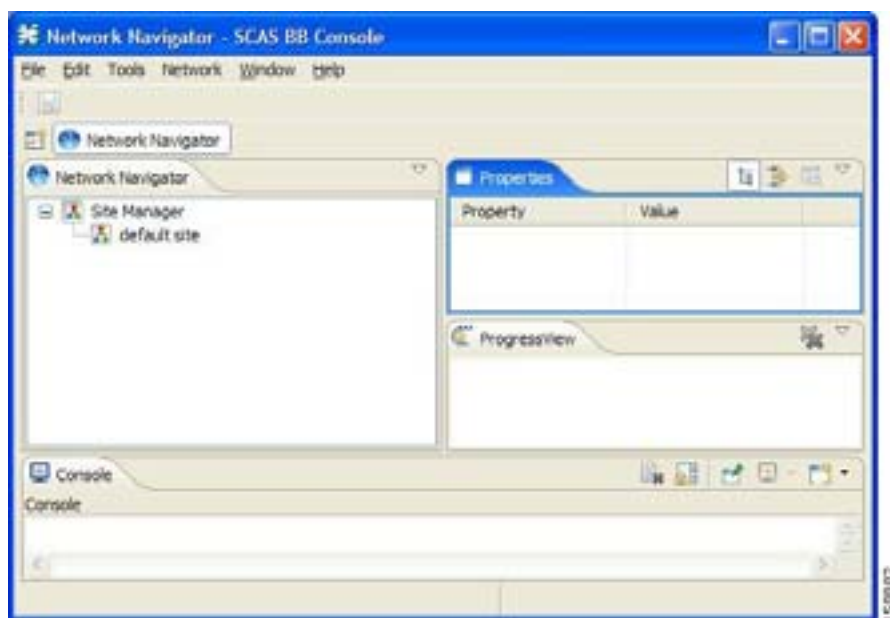 Network Navigator - SCAS BB Console
File Edit Tools Network Window Help
Network Navigator
Network Navigator
Site Manager
default site
Properties
Property Value
ProgressView
Console
Console